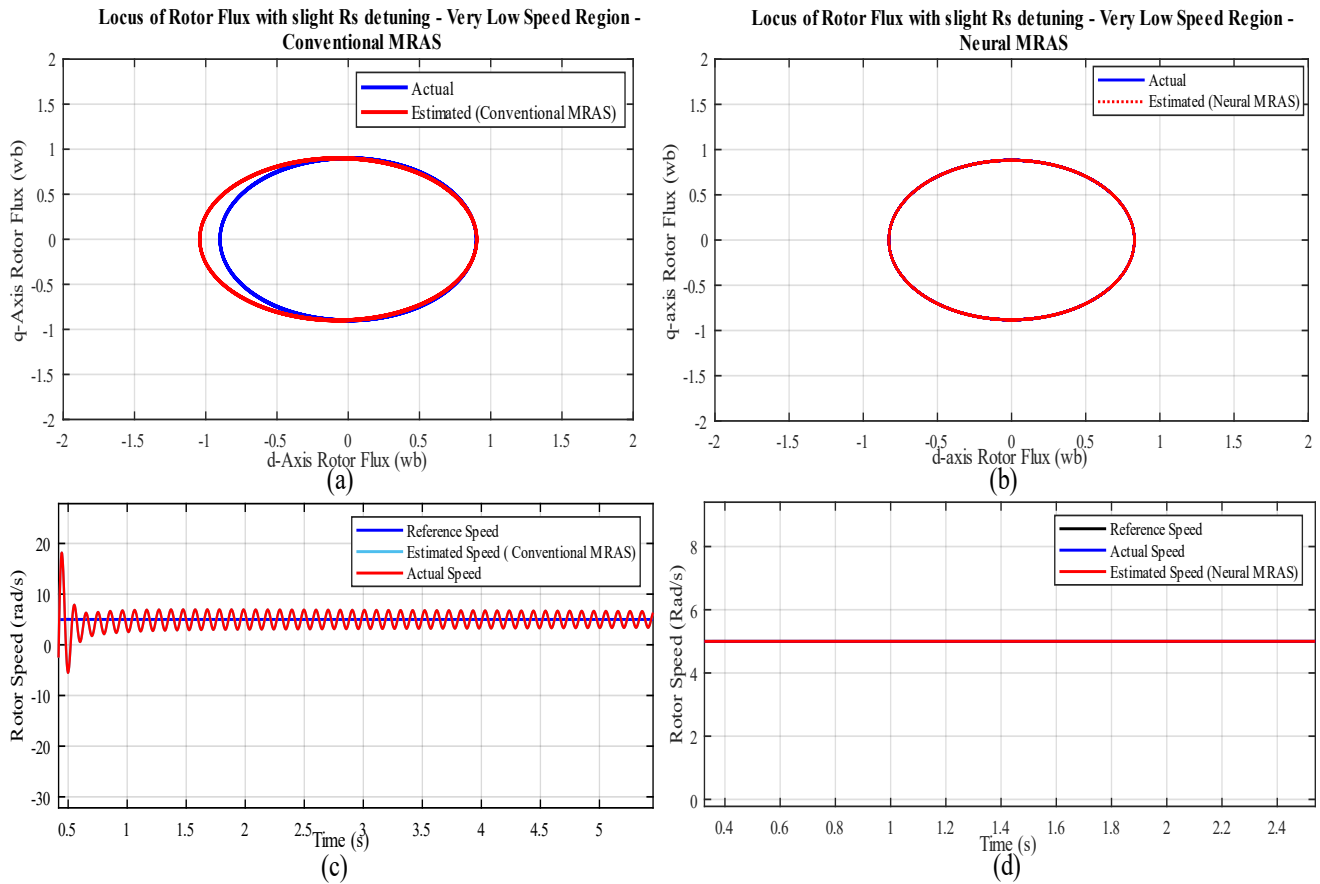 Locus of Rotor Flux with slight Rs detuning - Very Low Speed Region -
Conventional MRAS
2
1.5
1
0.5
0
-0.5
-1
-1.5
-2
q-Axis Rotor Flux (wb)
Actual
Estimated (Conventional MRAS)
-2
-1.5
-1
-0.5
0
0.5
1
1.5
2
d-Axis Rotor Flux (wb)
(a)
Locus of Rotor Flux with slight Rs detuning - Very Low Speed Region -
Neural MRAS
2
1.5
1
0.5
0
-0.5
-1
-1.5
-2
q-axis Rotor Flux (wb)
Actual
Estimated (Neural MRAS)
-2
-1.5
-1
-0.5
0
0.5
1
1.5
2
d-axis Rotor Flux (wb)
(b)
20
10
0
-10
-20
-30
Rotor Speed (rad/s)
Reference Speed
Estimated Speed ( Conventional MRAS)
Actual Speed
0.5
1
1.5
2
2.5
3
3.5
4
4.5
5
Time (s)
(c)
8
6
4
2
0
Rotor Speed (Rad/s)
Reference Speed
Actual Speed
Estimated Speed (Neural MRAS)
0.4
0.6
0.8
1
1.2
1.4
1.6
1.8
2
2.2
2.4
Time (s)
(d)